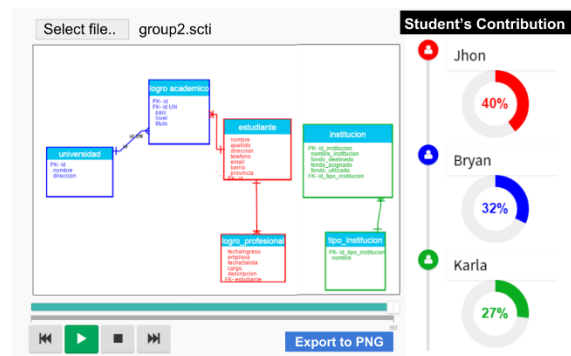 Select file..
group2.scti
Student's Contribution
Jhon
40%
Bryan
32%
Karla
27%
logro academico
PK- id
FK- id UN
pais
nivel
titulo
universidad
PK- id
nombre
direccion
estudiante
nombre
apellido
direccion
telefono
email
barrio
provincia
PK- id
institucion
PK- id_institucion
nombre_institucion
fondo_destinado
fondo_asignado
fondo_utilizado
FK- id_tipo_institucion
logro_profesional
fechaingreso
empresa
fechaSalida
cargo
descripcion
FK- estudiante
tipo_institucion
PK- id_tipo_institucion
nombre
Export to PNG